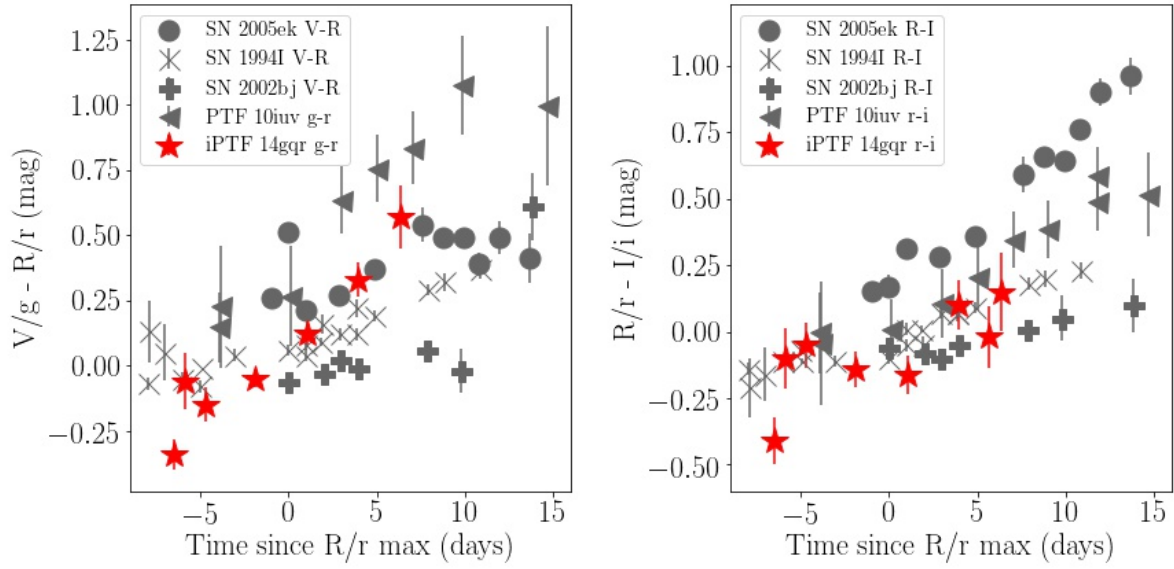 V/g - R/r (mag)
1.25
1.00
0.75
0.50
0.25
0.00
−0.25
SN 2005ek V-R
SN 1994I V-R
SN 2002bj V-R
PTF 10iuv g-r
iPTF 14gqr g-r
−5 0 5 10 15
Time since R/r max (days)
R/r - I/i (mag)
1.00
0.75
0.50
0.25
0.00
−0.25
−0.50
SN 2005ek R-I
SN 1994I R-I
SN 2002bj R-I
PTF 10iuv r-i
iPTF 14gqr r-i
−5 0 5 10 15
Time since R/r max (days)